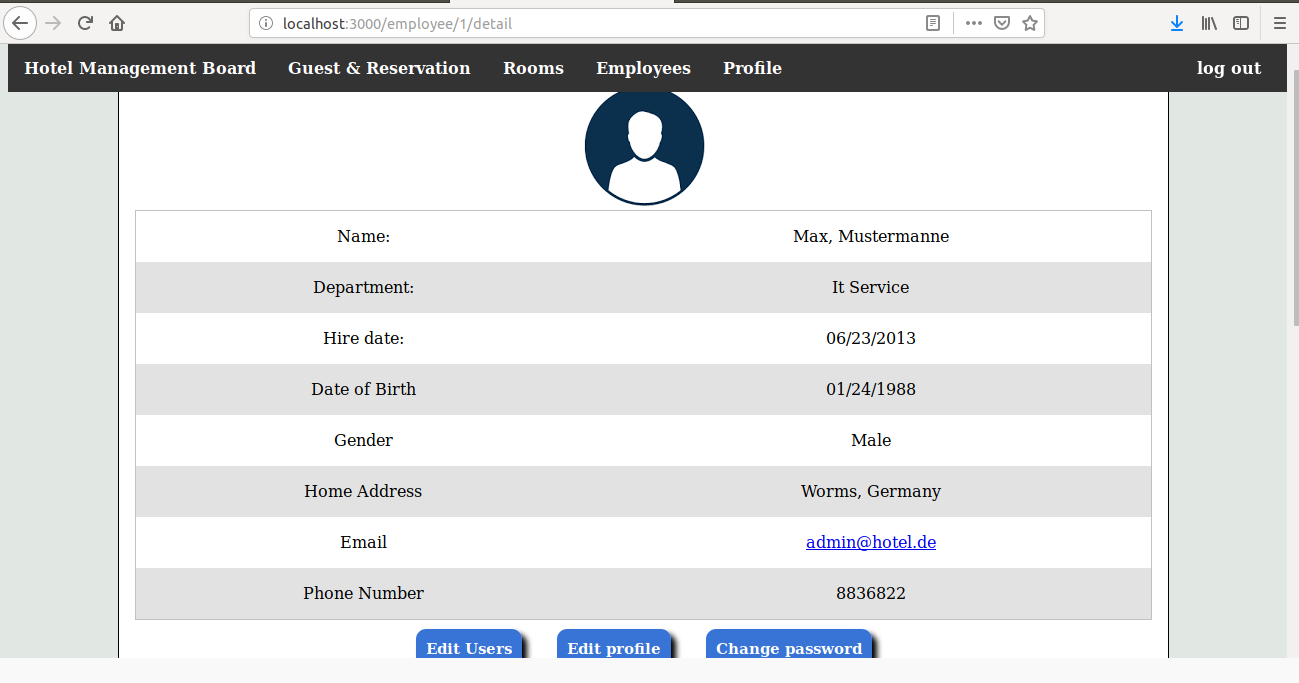 localhost:3000/employee/1/detail
Hotel Management Board Guest & Reservation Rooms Employees Profile log out
Name: Max, Mustermanne
Department: It Service
Hire date: 06/23/2013
Date of Birth 01/24/1988
Gender Male
Home Address Worms, Germany
Email admin@hotel.de
Phone Number 8836822
Edit Users Edit profile Change password